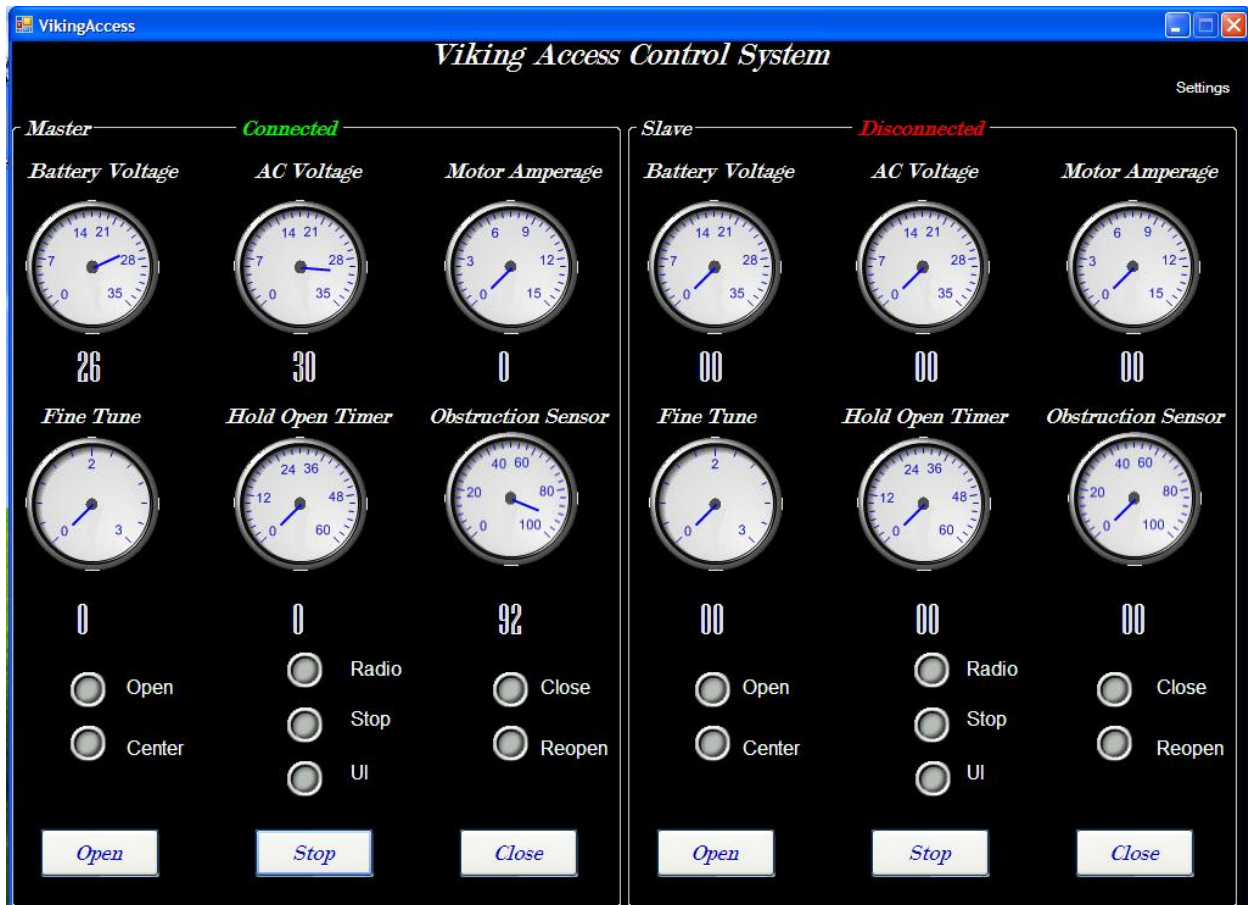 VikingAccess
Viking Access Control System
Settings
Master Connected
Battery Voltage AC Voltage Motor Amperage
0 7 14 21 28 35
0 7 14 21 28 35
0 3 6 9 12 15
26 30 0
Fine Tune Hold Open Timer Obstruction Sensor
0 2 3
0 12 24 36 48 60
0 20 40 60 80 100
0 0 92
Open
Center
Radio
Stop
UI
Close
Reopen
Open Stop Close
Slave Disconnected
Battery Voltage AC Voltage Motor Amperage
0 7 14 21 28 35
0 7 14 21 28 35
0 3 6 9 12 15
00 00 00
Fine Tune Hold Open Timer Obstruction Sensor
0 2 3
0 12 24 36 48 60
0 20 40 60 80 100
00 00 00
Open
Center
Radio
Stop
UI
Close
Reopen
Open Stop Close